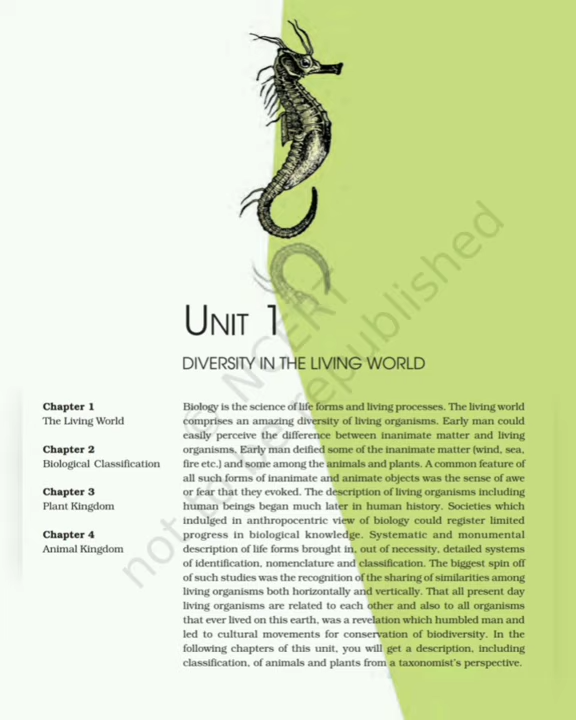 UNIT 1
DIVERSITY IN THE LIVING WORLD
Chapter 1
The Living World
Chapter 2
Biological Classification
Chapter 3
Plant Kingdom
Chapter 4
Animal Kingdom
Biology is the science of life forms and living processes. The living world
comprises an amazing diversity of living organisms. Early man could
easily perceive the difference between inanimate matter and living
organisms. Early man deified some of the inanimate matter (wind, sea,
fire etc.) and some among the animals and plants. A common feature of
all such forms of inanimate and animate objects was the sense of awe
or fear that they evoked. The description of living organisms including
human beings began much later in human history. Societies which
indulged in anthropocentric view of biology could register limited
progress in biological knowledge. Systematic and monumental
description of life forms brought in, out of necessity, detailed systems
of identification, nomenclature and classification. The biggest spin off
of such studies was the recognition of the sharing of similarities among
living organisms both horizontally and vertically. That all present day
living organisms are related to each other and also to all organisms
that ever lived on this earth, was a revelation which humbled man and
led to cultural movements for conservation of biodiversity. In the
following chapters of this unit, you will get a description, including
classification, of animals and plants from a taxonomist's perspective.
© NCERT
not to be republished